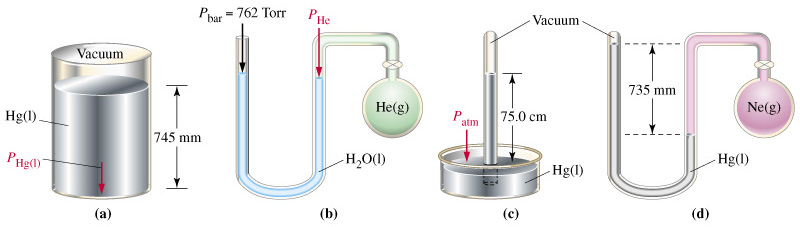 Vacuum
Hg(l)
P_Hg(l)
745 mm
(a)
P_bar = 762 Torr
P_He
He(g)
H₂O(l)
(b)
Vacuum
P_atm
75.0 cm
Hg(l)
(c)
735 mm
Ne(g)
Hg(l)
(d)